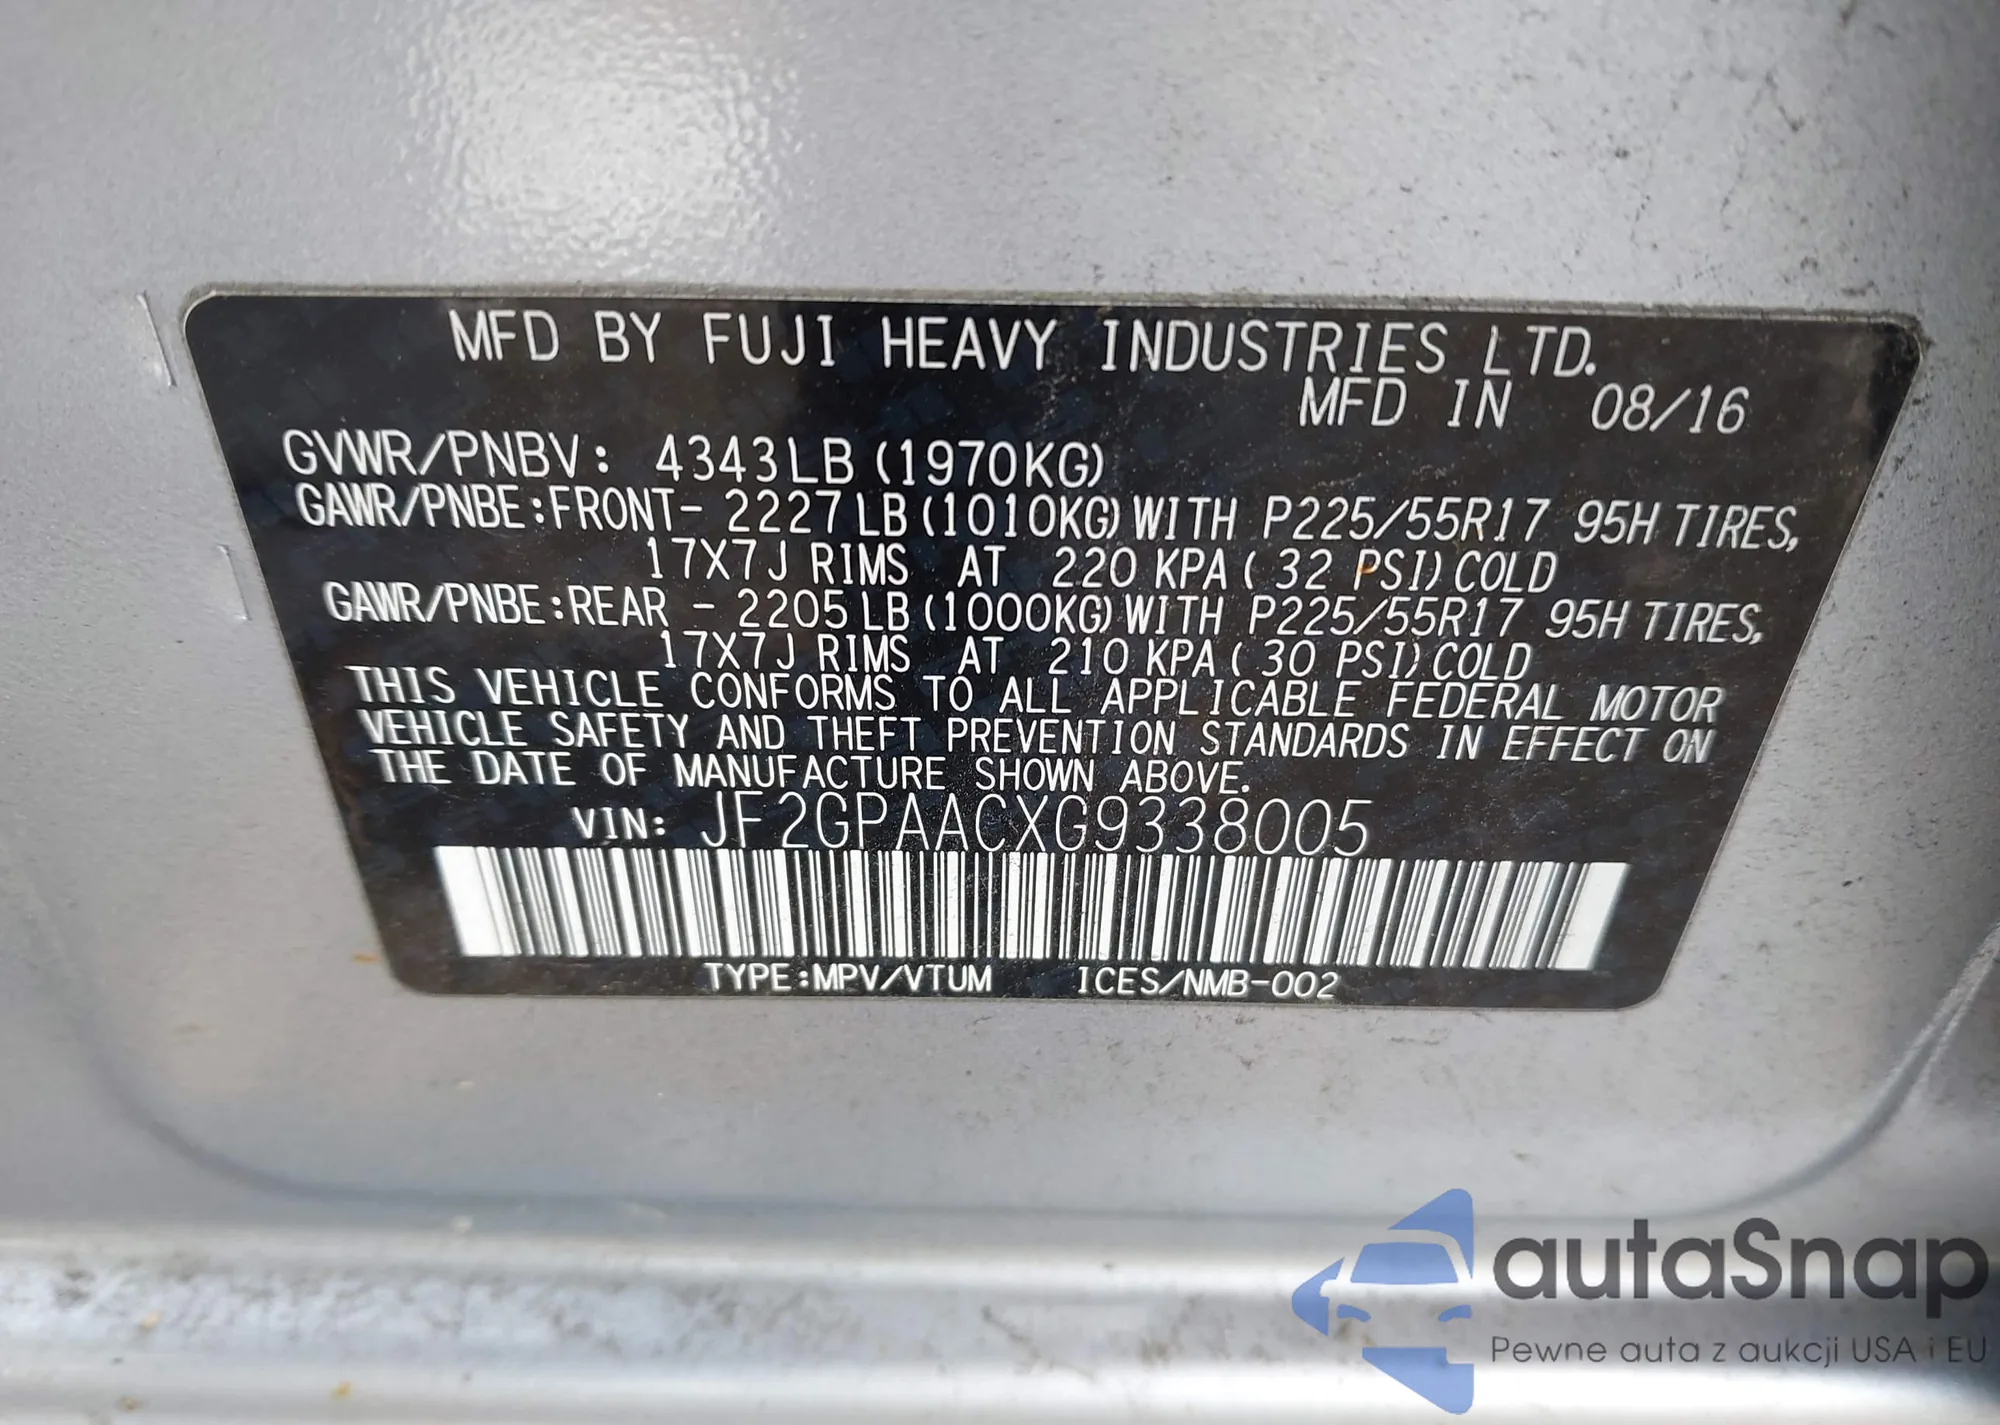 MFD BY FUJI HEAVY INDUSTRIES LTD.
MFD IN 08/16
GVWR/PNBV: 4343LB (1970KG)
GAWR/PNBE:FRONT- 2227LB(1010KG)WITH P225/55R17 95H TIRES,
17X7J RIMS AT 220 KPA( 32 PSI)COLD
GAWR/PNBE:REAR - 2205LB(1000KG)WITH P225/55R17 95H TIRES,
17X7J RIMS AT 210 KPA( 30 PSI)COLD
THIS VEHICLE CONFORMS TO ALL APPLICABLE FEDERAL MOTOR
VEHICLE SAFETY AND THEFT PREVENTION STANDARDS IN EFFECT ON
THE DATE OF MANUFACTURE SHOWN ABOVE.
VIN: JF2GPAACXG9338005
TYPE:MPV/VTUM ICES/NMB-002
autaSnap
Pewne auta z aukcji USA i EU